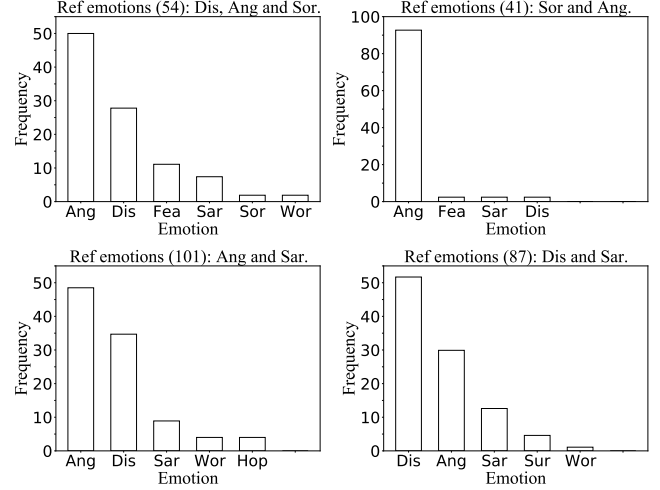 Ref emotions (54): Dis, Ang and Sor.
50
40
30
20
10
0
Frequency
Ang Dis Fea Sar Sor Wor
Emotion
Ref emotions (41): Sor and Ang.
100
80
60
40
20
0
Frequency
Ang Fea Sar Dis
Emotion
Ref emotions (101): Ang and Sar.
50
40
30
20
10
0
Frequency
Ang Dis Sar Wor Hop
Emotion
Ref emotions (87): Dis and Sar.
50
40
30
20
10
0
Frequency
Dis Ang Sar Sur Wor
Emotion